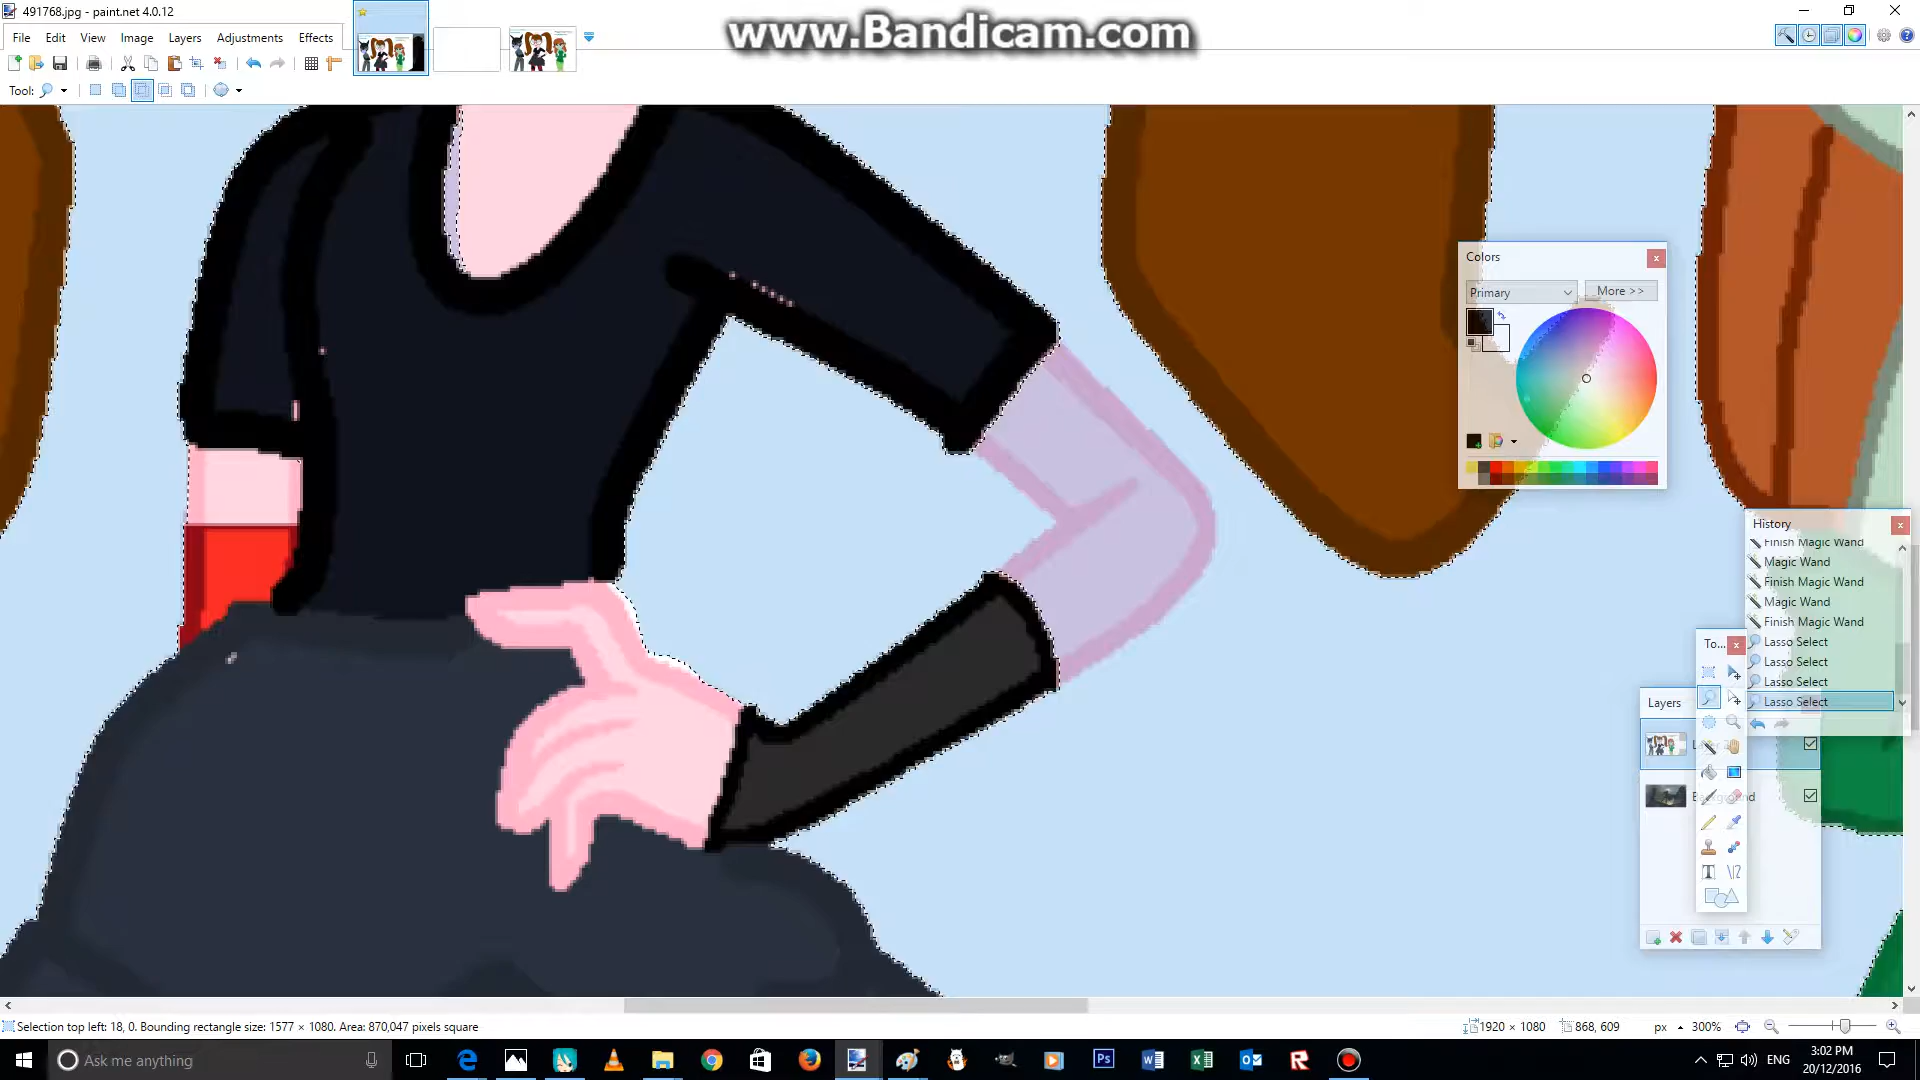 491768.jpg - paint.net 4.0.12
www.Bandicam.com
File Edit View Image Layers Adjustments Effects
Tool:
Colors
Primary
More >>
History
Finish Magic Wand
Magic Wand
Finish Magic Wand
Magic Wand
Finish Magic Wand
Lasso Select
Lasso Select
Lasso Select
Lasso Select
To...
Layers
Selection top left: 18, 0. Bounding rectangle size: 1577 × 1080. Area: 870,047 pixels square
1920 × 1080
868, 609
px
300%
Ask me anything
ENG
3:02 PM
20/12/2016